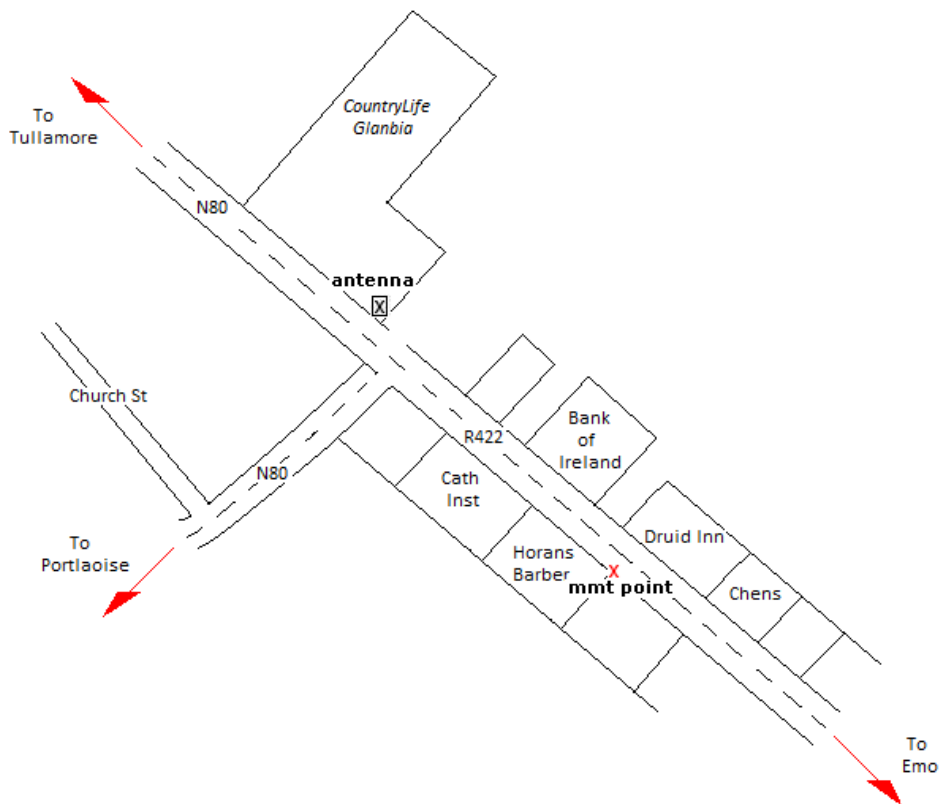 CountryLife
Glanbia
To
Tullamore
N80
antenna
X
Church St
R422
Bank
of
Ireland
N80
Cath
Inst
To
Portlaoise
Horans
Barber
X
mmt point
Druid Inn
Chens
To
Emo